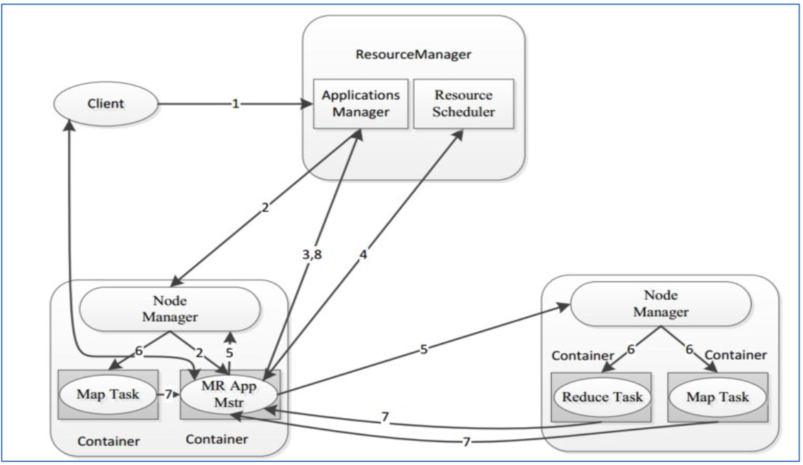 ResourceManager
Applications
Manager
Resource
Scheduler
Client
1
2
3,8
4
Node
Manager
6
2
5
Map Task
7
MR App
Mstr
Container
Container
5
Node
Manager
Container
6
6
Container
Reduce Task
Map Task
7
7